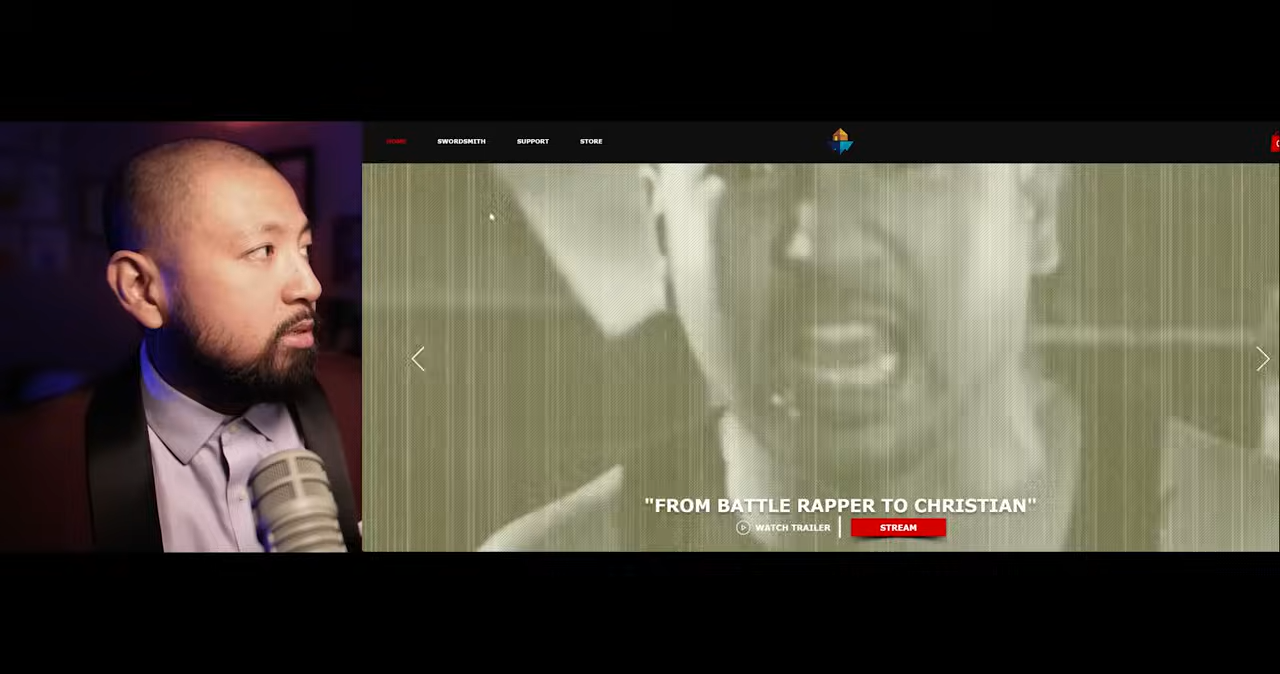 HOME
SWORDSMITH
SUPPORT
STORE
"FROM BATTLE RAPPER TO CHRISTIAN"
WATCH TRAILER
STREAM